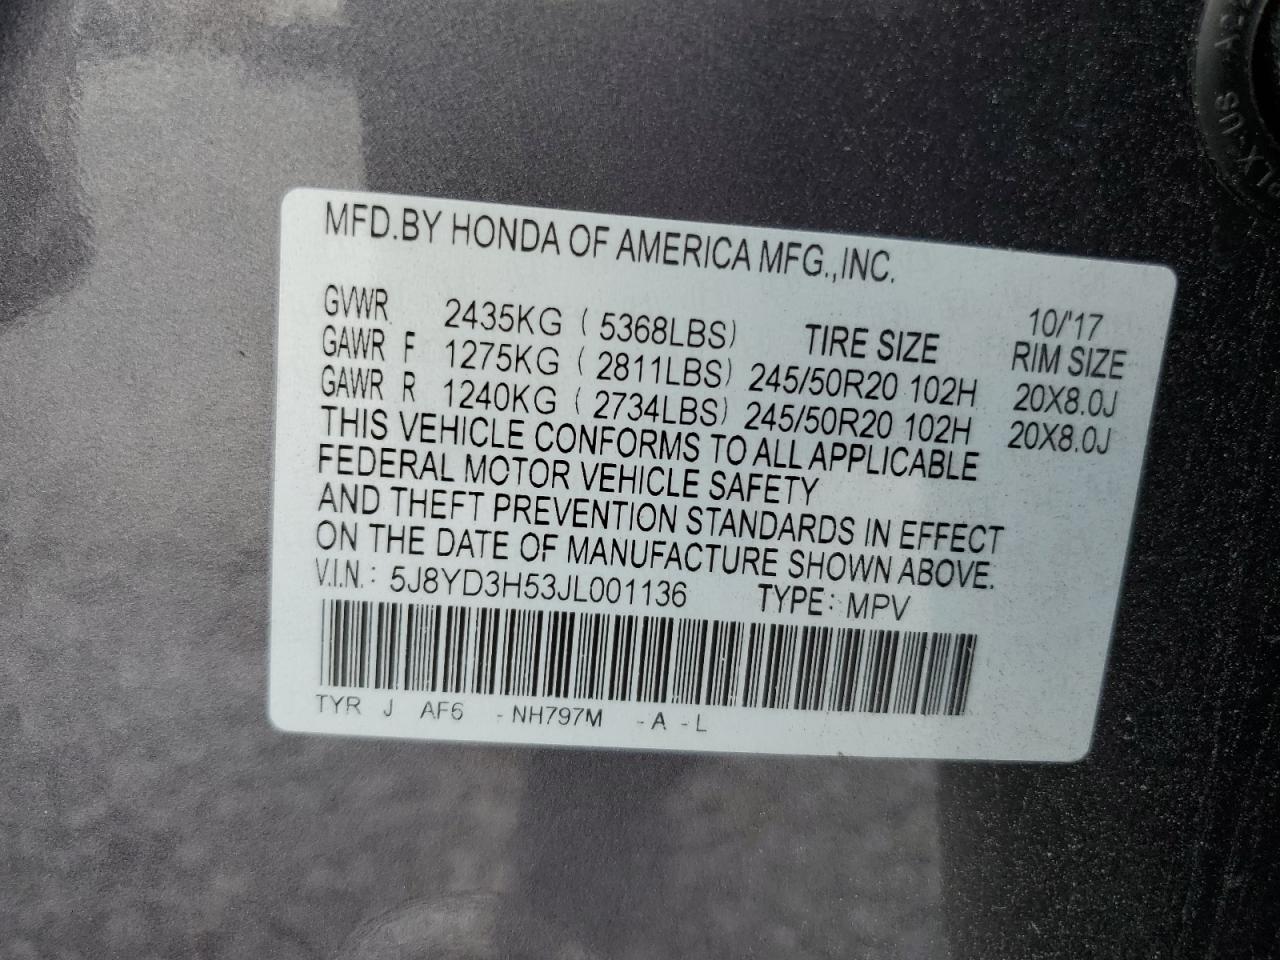 MFD.BY HONDA OF AMERICA MFG.,INC.
10/'17
GVWR 2435KG ( 5368LBS) TIRE SIZE RIM SIZE
GAWR F 1275KG ( 2811LBS) 245/50R20 102H 20X8.0J
GAWR R 1240KG ( 2734LBS) 245/50R20 102H 20X8.0J
THIS VEHICLE CONFORMS TO ALL APPLICABLE
FEDERAL MOTOR VEHICLE SAFETY
AND THEFT PREVENTION STANDARDS IN EFFECT
ON THE DATE OF MANUFACTURE SHOWN ABOVE.
V.I.N.: 5J8YD3H53JL001136 TYPE: MPV
TYR J AF6 -NH797M -A -L